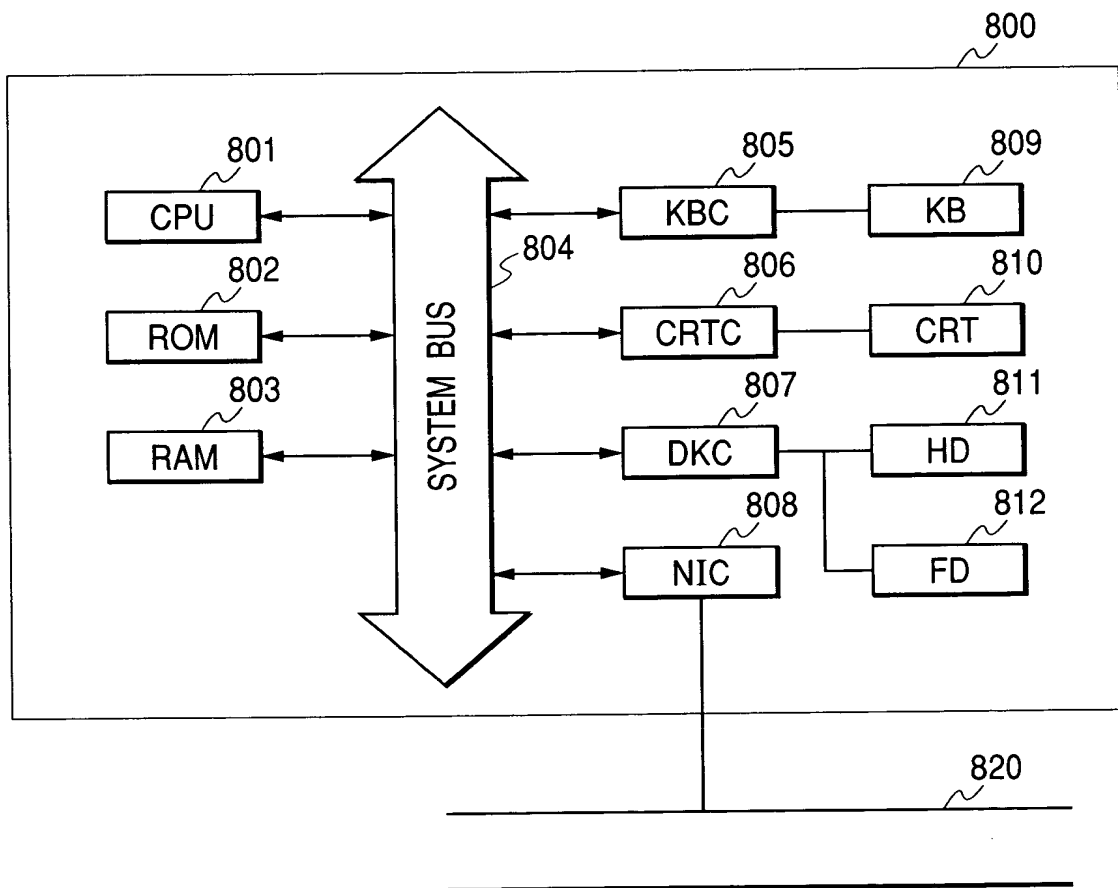 800
801
CPU
802
ROM
803
RAM
SYSTEM BUS
804
805
KBC
806
CRTC
807
DKC
808
NIC
809
KB
810
CRT
811
HD
812
FD
820